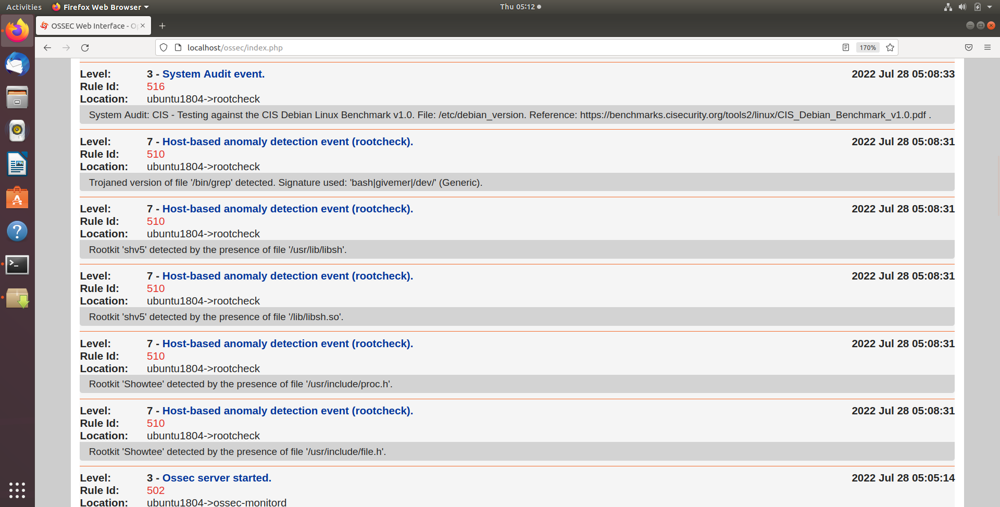 Activities Firefox Web Browser Thu 05:12
OSSEC Web Interface - Op
localhost/ossec/index.php 170%
Level: 3 - System Audit event. 2022 Jul 28 05:08:33
Rule Id: 516
Location: ubuntu1804->rootcheck
System Audit: CIS - Testing against the CIS Debian Linux Benchmark v1.0. File: /etc/debian_version. Reference: https://benchmarks.cisecurity.org/tools2/linux/CIS_Debian_Benchmark_v1.0.pdf .
Level: 7 - Host-based anomaly detection event (rootcheck). 2022 Jul 28 05:08:31
Rule Id: 510
Location: ubuntu1804->rootcheck
Trojaned version of file '/bin/grep' detected. Signature used: 'bash|givemer|/dev/' (Generic).
Level: 7 - Host-based anomaly detection event (rootcheck). 2022 Jul 28 05:08:31
Rule Id: 510
Location: ubuntu1804->rootcheck
Rootkit 'shv5' detected by the presence of file '/usr/lib/libsh'.
Level: 7 - Host-based anomaly detection event (rootcheck). 2022 Jul 28 05:08:31
Rule Id: 510
Location: ubuntu1804->rootcheck
Rootkit 'shv5' detected by the presence of file '/lib/libsh.so'.
Level: 7 - Host-based anomaly detection event (rootcheck). 2022 Jul 28 05:08:31
Rule Id: 510
Location: ubuntu1804->rootcheck
Rootkit 'Showtee' detected by the presence of file '/usr/include/proc.h'.
Level: 7 - Host-based anomaly detection event (rootcheck). 2022 Jul 28 05:08:31
Rule Id: 510
Location: ubuntu1804->rootcheck
Rootkit 'Showtee' detected by the presence of file '/usr/include/file.h'.
Level: 3 - Ossec server started. 2022 Jul 28 05:05:14
Rule Id: 502
Location: ubuntu1804->ossec-monitord